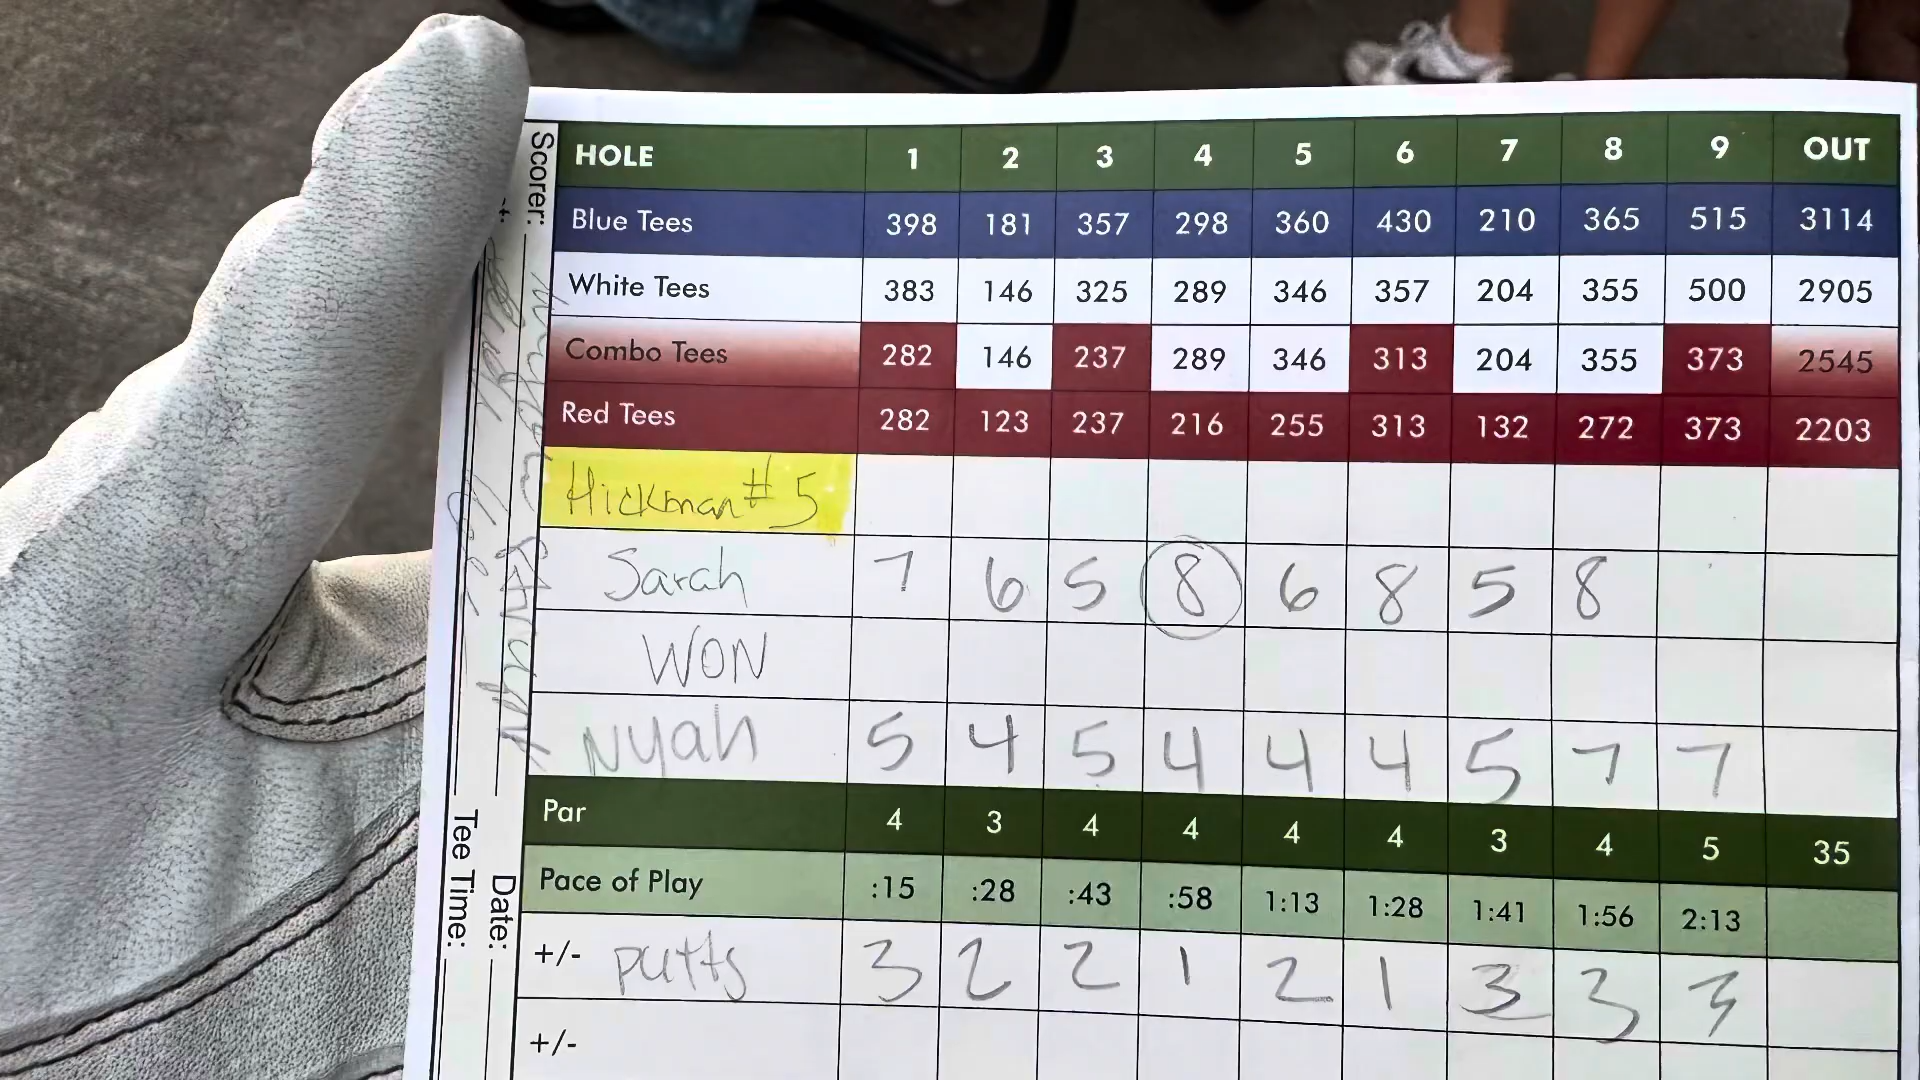 HOLE 1 2 3 4 5 6 7 8 9 OUT
Blue Tees 398 181 357 298 360 430 210 365 515 3114
White Tees 383 146 325 289 346 357 204 355 500 2905
Combo Tees 282 146 237 289 346 313 204 355 373 2545
Red Tees 282 123 237 216 255 313 132 272 373 2203
Hickman #5
Sarah 7 6 5 8 6 8 5 8
WON
Nyah 5 4 5 4 4 4 5 7 7
Par 4 3 4 4 4 4 3 4 5 35
Pace of Play :15 :28 :43 :58 1:13 1:28 1:41 1:56 2:13
+/- putts 3 2 2 1 2 1 3 3 3
+/-
Scorer:
Date:
Tee Time: